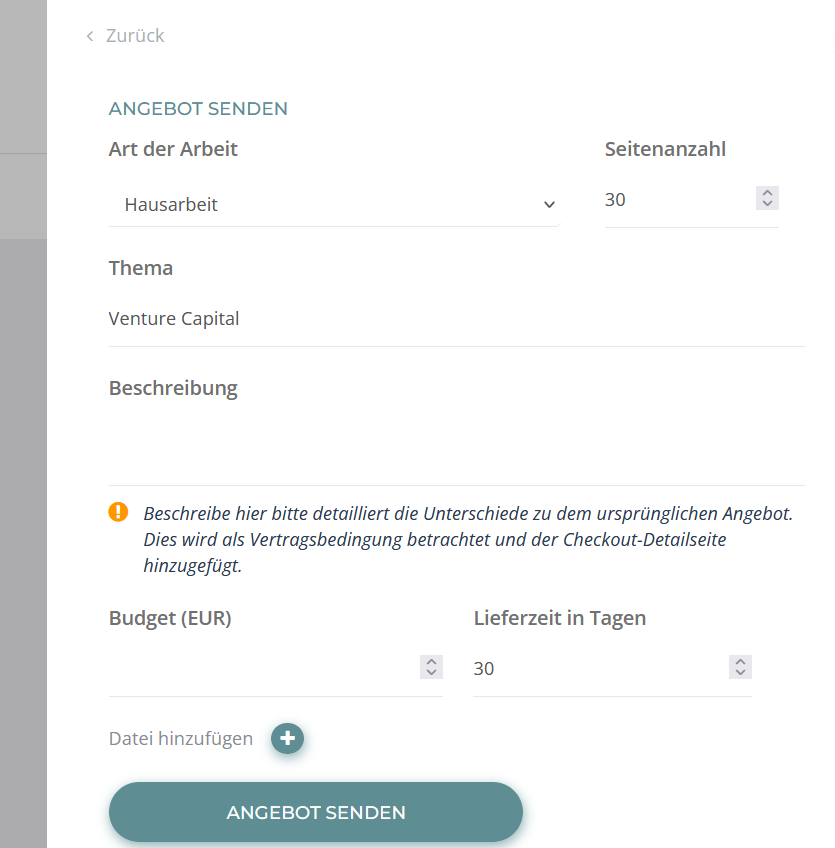 Zurück
ANGEBOT SENDEN
Art der Arbeit
Seitenanzahl
Hausarbeit
30
Thema
Venture Capital
Beschreibung
Beschreibe hier bitte detailliert die Unterschiede zu dem ursprünglichen Angebot.
Dies wird als Vertragsbedingung betrachtet und der Checkout-Detailseite
hinzugefügt.
Budget (EUR)
Lieferzeit in Tagen
30
Datei hinzufügen
ANGEBOT SENDEN